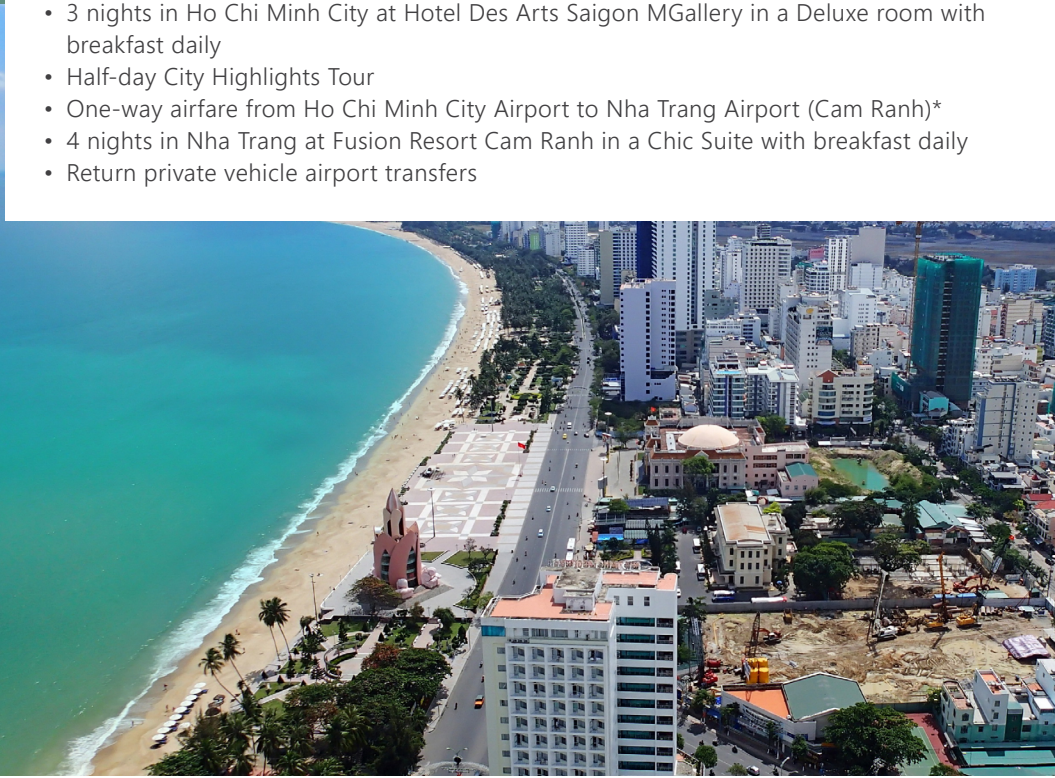 • 3 nights in Ho Chi Minh City at Hotel Des Arts Saigon MGallery in a Deluxe room with
breakfast daily
• Half-day City Highlights Tour
• One-way airfare from Ho Chi Minh City Airport to Nha Trang Airport (Cam Ranh)*
• 4 nights in Nha Trang at Fusion Resort Cam Ranh in a Chic Suite with breakfast daily
• Return private vehicle airport transfers